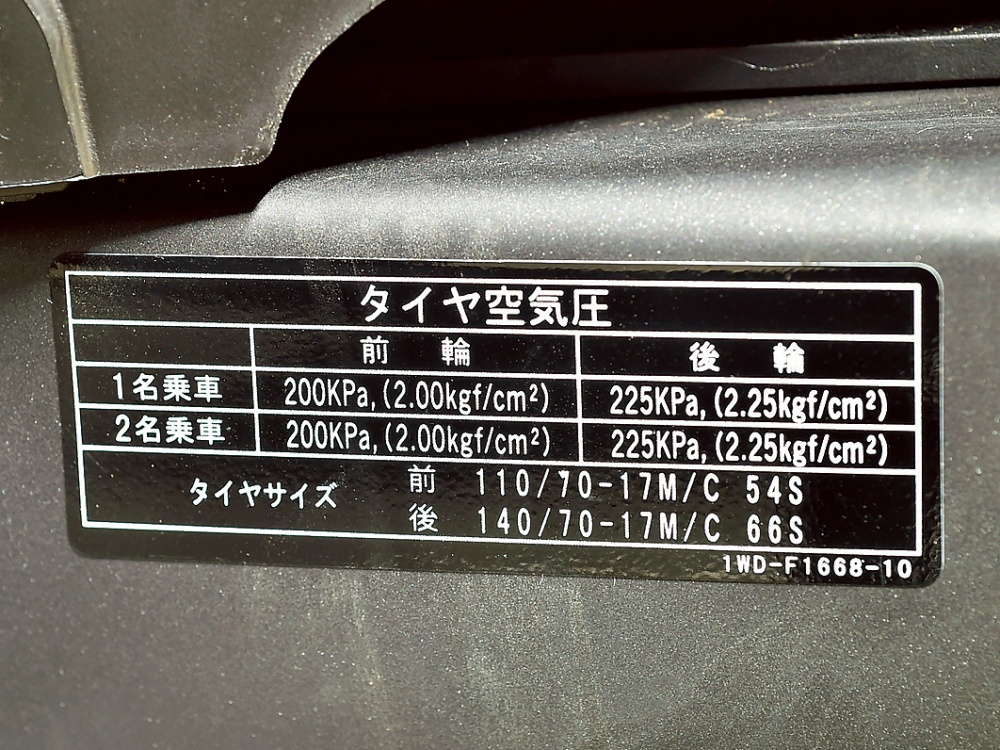 タイヤ空気圧
前 輪 後 輪
1名乗車 200KPa, (2.00kgf/cm²) 225KPa, (2.25kgf/cm²)
2名乗車 200KPa, (2.00kgf/cm²) 225KPa, (2.25kgf/cm²)
タイヤサイズ 前 110/70-17M/C 54S
後 140/70-17M/C 66S
1WD-F1668-10